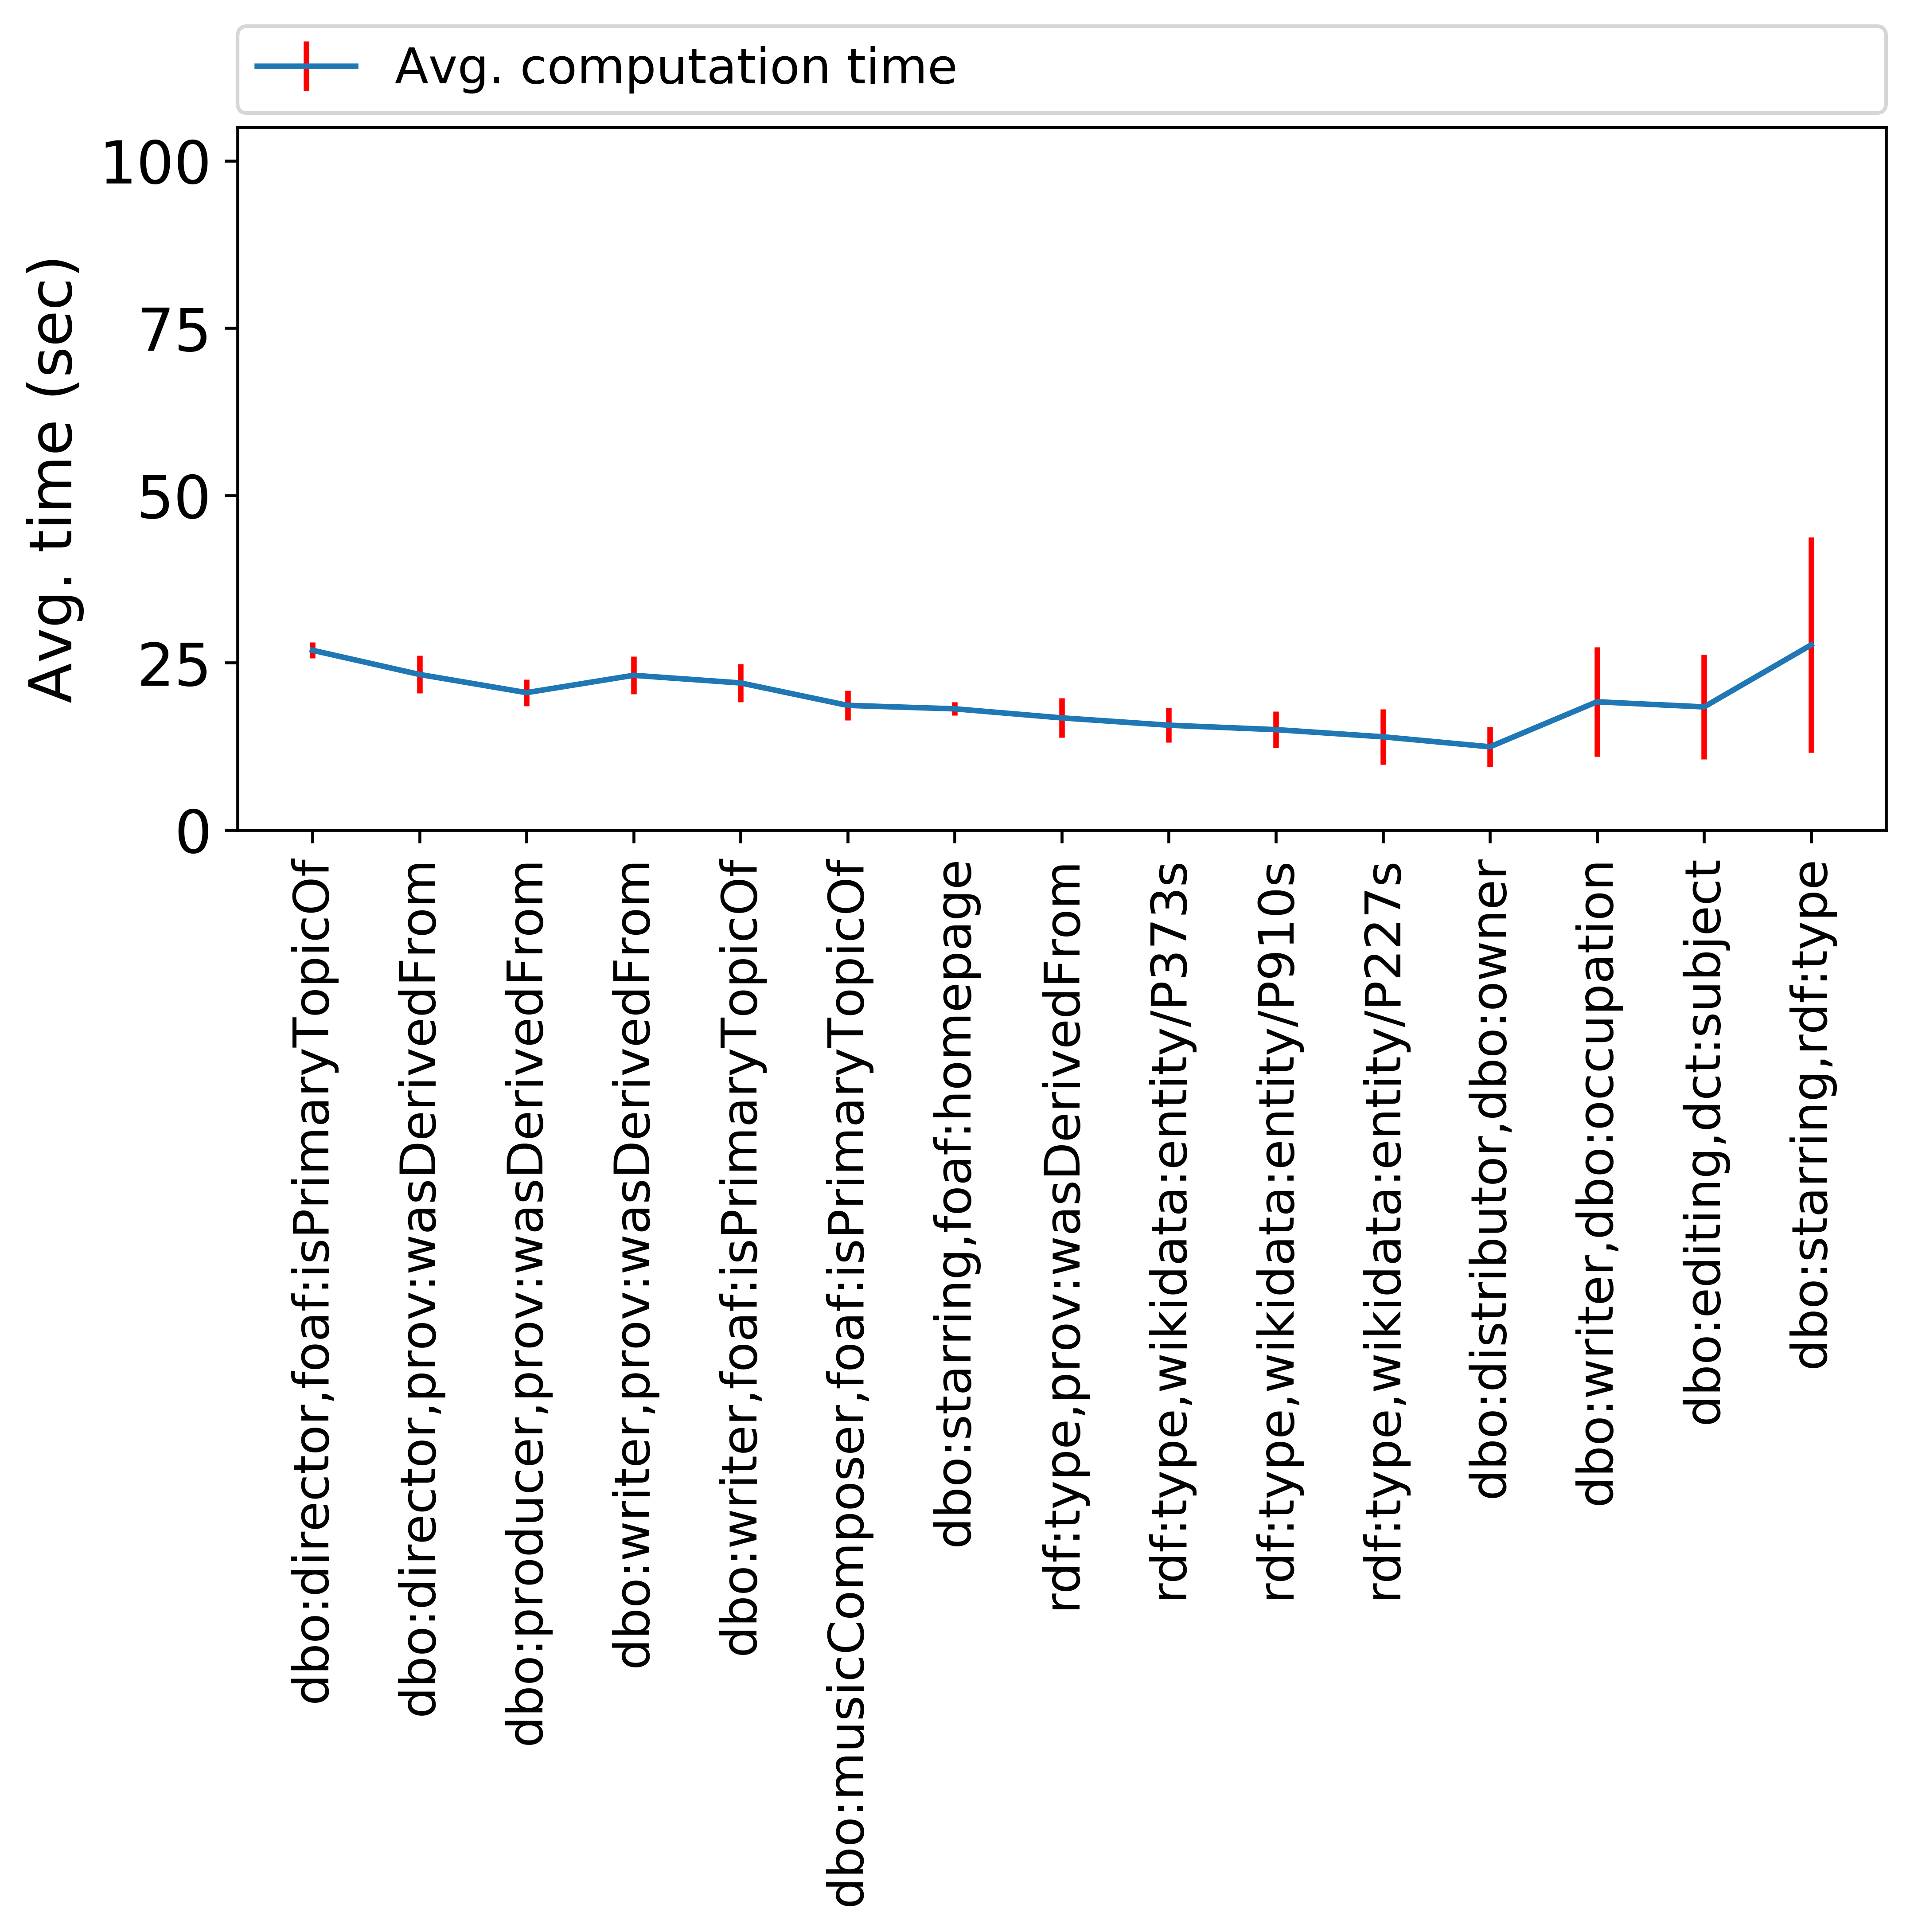 Avg. computation time
Avg. time (sec)
100
75
50
25
0
dbo:director,foaf:isPrimaryTopicOf
dbo:director,prov:wasDerivedFrom
dbo:producer,prov:wasDerivedFrom
dbo:writer,prov:wasDerivedFrom
dbo:writer,foaf:isPrimaryTopicOf
dbo:musicComposer,foaf:isPrimaryTopicOf
dbo:starring,foaf:homepage
rdf:type,prov:wasDerivedFrom
rdf:type,wikidata:entity/P373s
rdf:type,wikidata:entity/P910s
rdf:type,wikidata:entity/P227s
dbo:distributor,dbo:owner
dbo:writer,dbo:occupation
dbo:editing,dct:subject
dbo:starring,rdf:type